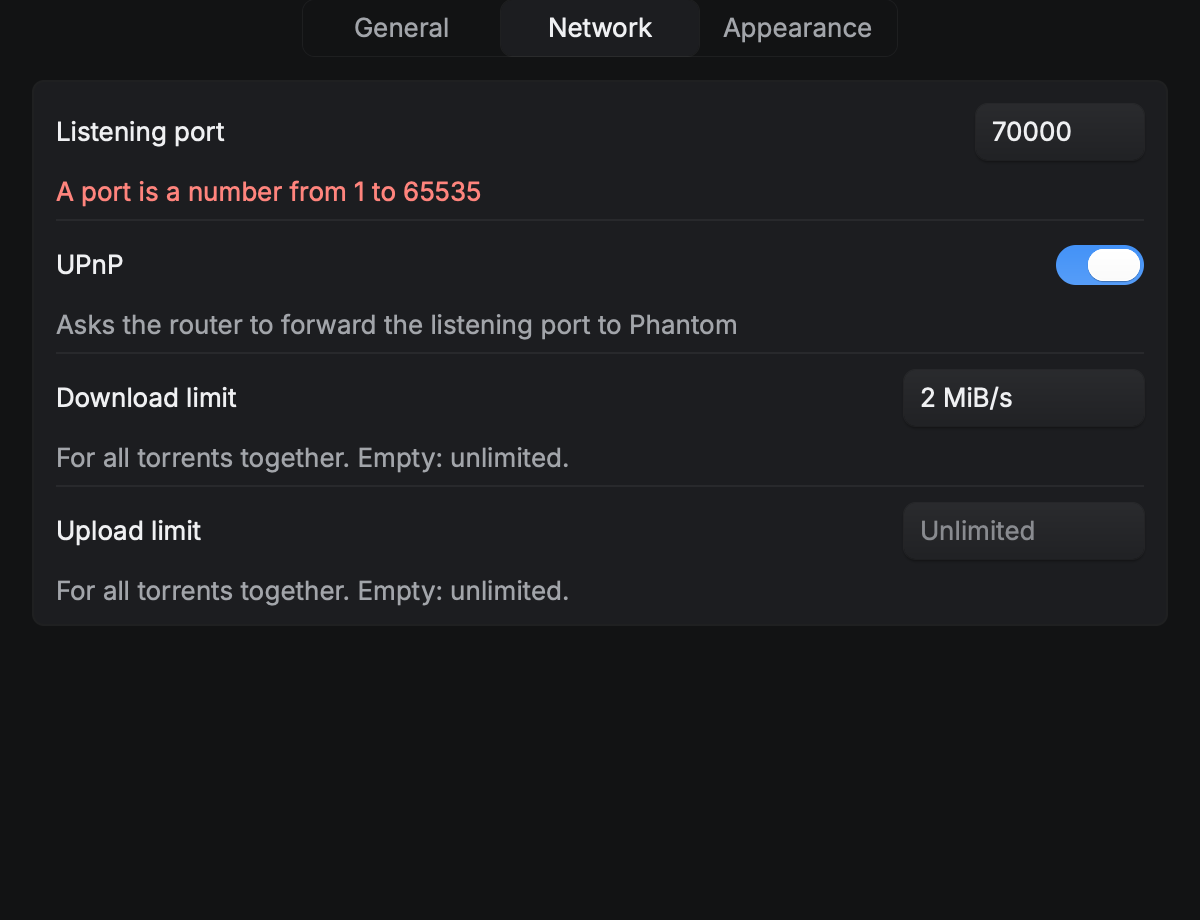 General
Network
Appearance
Listening port
70000
A port is a number from 1 to 65535
UPnP
Asks the router to forward the listening port to Phantom
Download limit
2 MiB/s
For all torrents together. Empty: unlimited.
Upload limit
Unlimited
For all torrents together. Empty: unlimited.